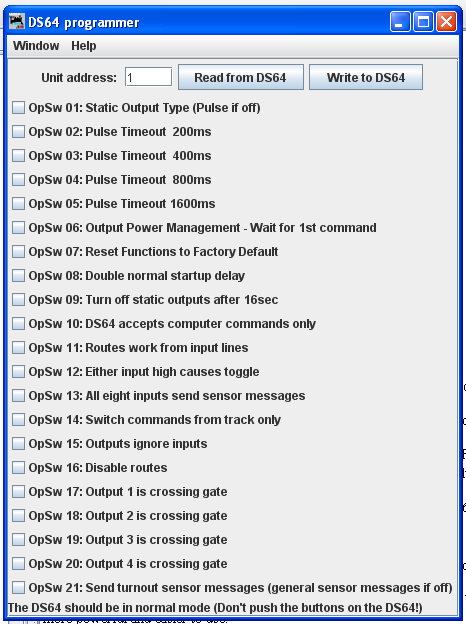 DS64 programmer
Window Help
Unit address: 1 Read from DS64 Write to DS64
OpSw 01: Static Output Type (Pulse if off)
OpSw 02: Pulse Timeout  200ms
OpSw 03: Pulse Timeout  400ms
OpSw 04: Pulse Timeout  800ms
OpSw 05: Pulse Timeout 1600ms
OpSw 06: Output Power Management - Wait for 1st command
OpSw 07: Reset Functions to Factory Default
OpSw 08: Double normal startup delay
OpSw 09: Turn off static outputs after 16sec
OpSw 10: DS64 accepts computer commands only
OpSw 11: Routes work from input lines
OpSw 12: Either input high causes toggle
OpSw 13: All eight inputs send sensor messages
OpSw 14: Switch commands from track only
OpSw 15: Outputs ignore inputs
OpSw 16: Disable routes
OpSw 17: Output 1 is crossing gate
OpSw 18: Output 2 is crossing gate
OpSw 19: Output 3 is crossing gate
OpSw 20: Output 4 is crossing gate
OpSw 21: Send turnout sensor messages (general sensor messages if off)
The DS64 should be in normal mode (Don't push the buttons on the DS64!)